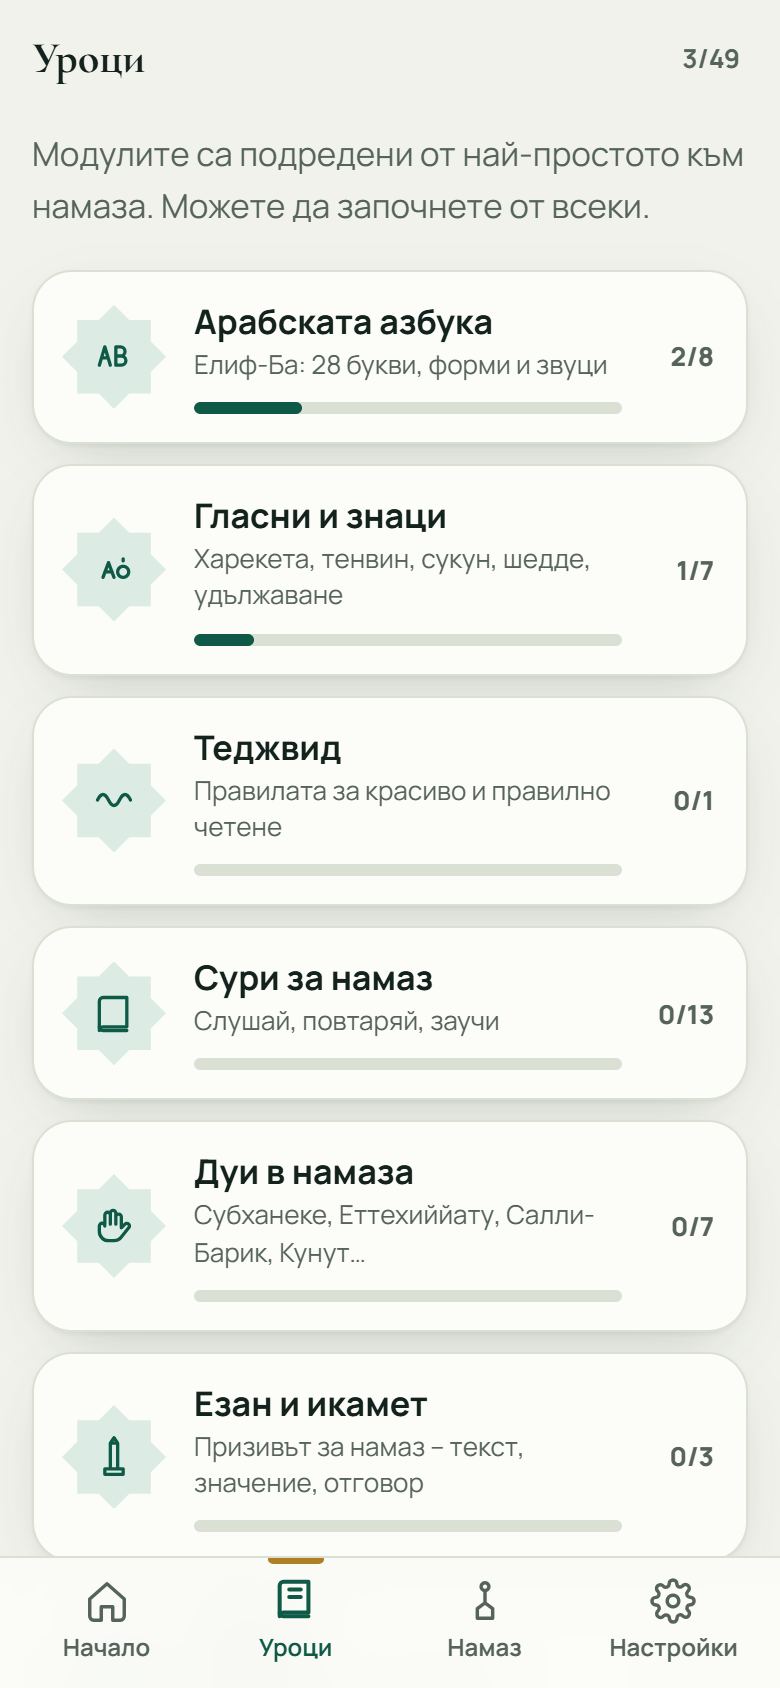 Уроци
3/49
Модулите са подредени от най-простото към
намаза. Можете да започнете от всеки.
AB
Арабската азбука
Елиф-Ба: 28 букви, форми и звуци
2/8
Aȯ
Гласни и знаци
Харекета, тенвин, сукун, шедде,
удължаване
1/7
Теджвид
Правилата за красиво и правилно
четене
0/1
Сури за намаз
Слушай, повтаряй, заучи
0/13
Дуи в намаза
Субханеке, Еттехиййату, Салли-
Барик, Кунут…
0/7
Езан и икамет
Призивът за намаз – текст,
значение, отговор
0/3
Начало
Уроци
Намаз
Настройки